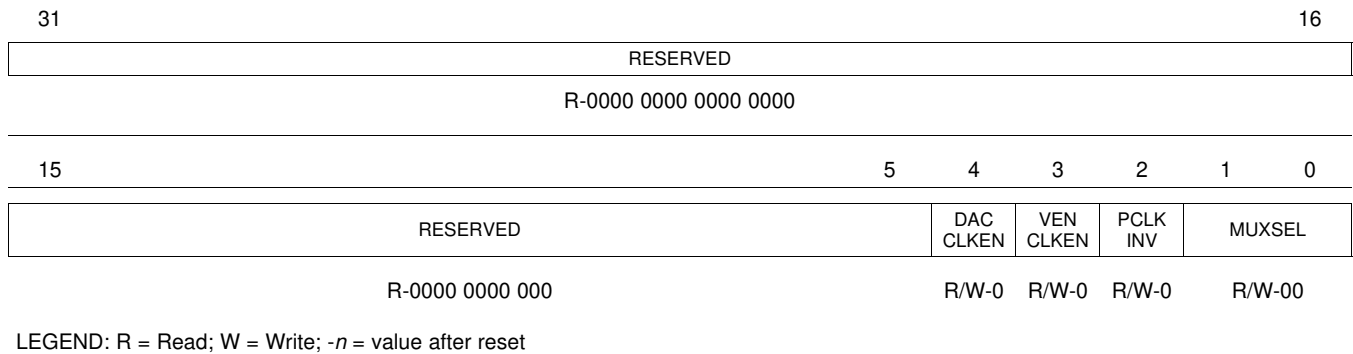 31 16
RESERVED
R-0000 0000 0000 0000
15 5 4 3 2 1 0
RESERVED DAC CLKEN VEN CLKEN PCLK INV MUXSEL
R-0000 0000 000 R/W-0 R/W-0 R/W-0 R/W-00
LEGEND: R = Read; W = Write; -n = value after reset